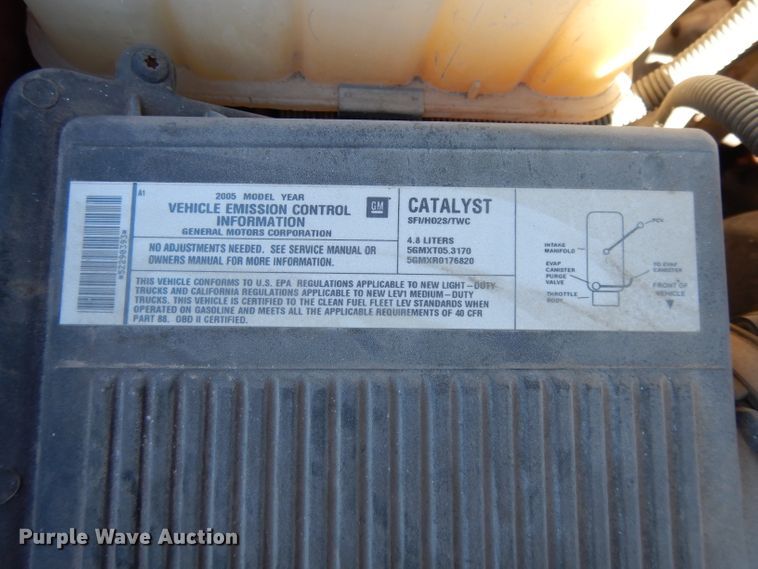 A1
2005 MODEL YEAR
VEHICLE EMISSION CONTROL
INFORMATION
GENERAL MOTORS CORPORATION
GM
NO ADJUSTMENTS NEEDED. SEE SERVICE MANUAL OR
OWNERS MANUAL FOR MORE INFORMATION.
THIS VEHICLE CONFORMS TO U.S. EPA REGULATIONS APPLICABLE TO NEW LIGHT-DUTY
TRUCKS AND CALIFORNIA REGULATIONS APPLICABLE TO NEW LEV1 MEDIUM-DUTY
TRUCKS. THIS VEHICLE IS CERTIFIED TO THE CLEAN FUEL FLEET LEV STANDARDS WHEN
OPERATED ON GASOLINE AND MEETS ALL THE APPLICABLE REQUIREMENTS OF 40 CFR
PART 88. OBD II CERTIFIED.
*52298393*
CATALYST
SFI/HO2S/TWC
4.8 LITERS
5GMXT05.3170
5GMXR0176820
PCV
INTAKE
MANIFOLD
EVAP
CANISTER
PURGE
VALVE
THROTTLE
BODY
TO EVAP
CANISTER
FRONT OF
VEHICLE
Purple Wave Auction